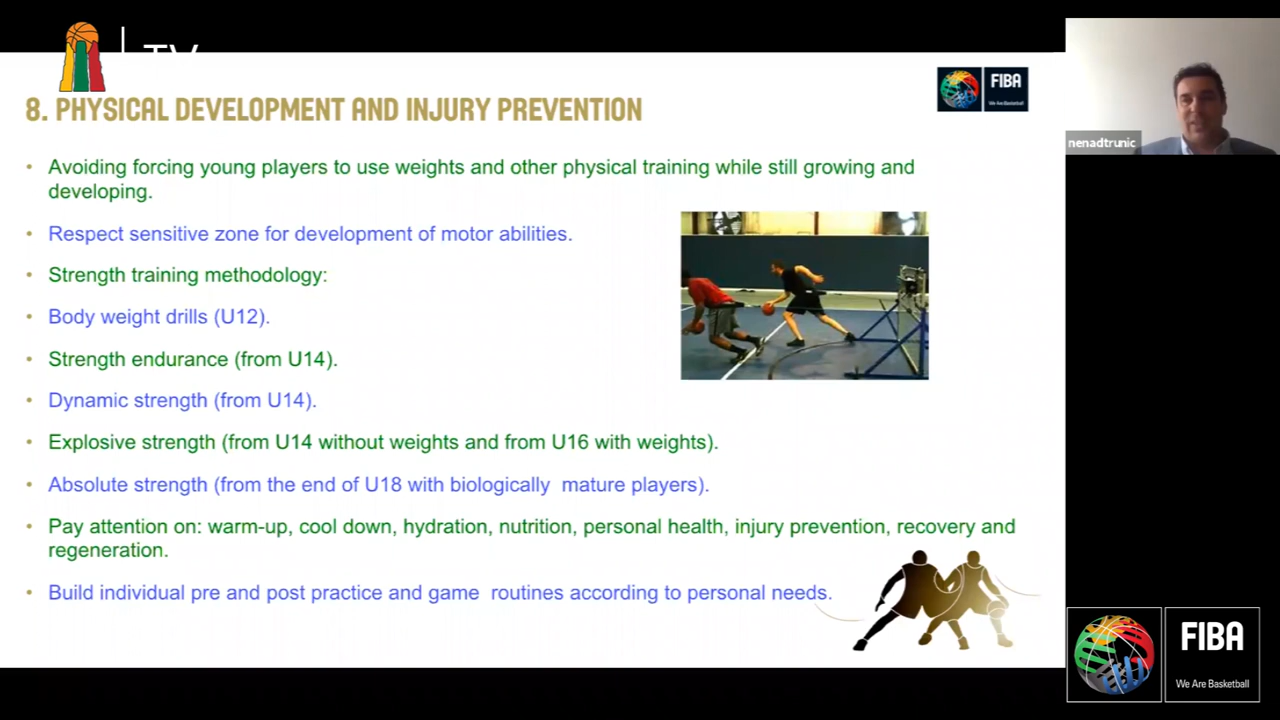 TV
8. PHYSICAL DEVELOPMENT AND INJURY PREVENTION
FIBA
We Are Basketball
nenadtrunic
• Avoiding forcing young players to use weights and other physical training while still growing and
developing.
• Respect sensitive zone for development of motor abilities.
• Strength training methodology:
• Body weight drills (U12).
• Strength endurance (from U14).
• Dynamic strength (from U14).
• Explosive strength (from U14 without weights and from U16 with weights).
• Absolute strength (from the end of U18 with biologically  mature players).
• Pay attention on: warm-up, cool down, hydration, nutrition, personal health, injury prevention, recovery and
regeneration.
• Build individual pre and post practice and game  routines according to personal needs.
FIBA
We Are Basketball